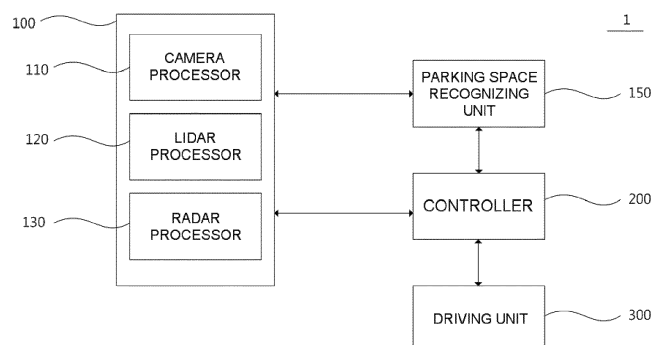 100
1
110
CAMERA
PROCESSOR
PARKING SPACE
RECOGNIZING
UNIT
150
120
LIDAR
PROCESSOR
130
RADAR
PROCESSOR
CONTROLLER
200
DRIVING UNIT
300